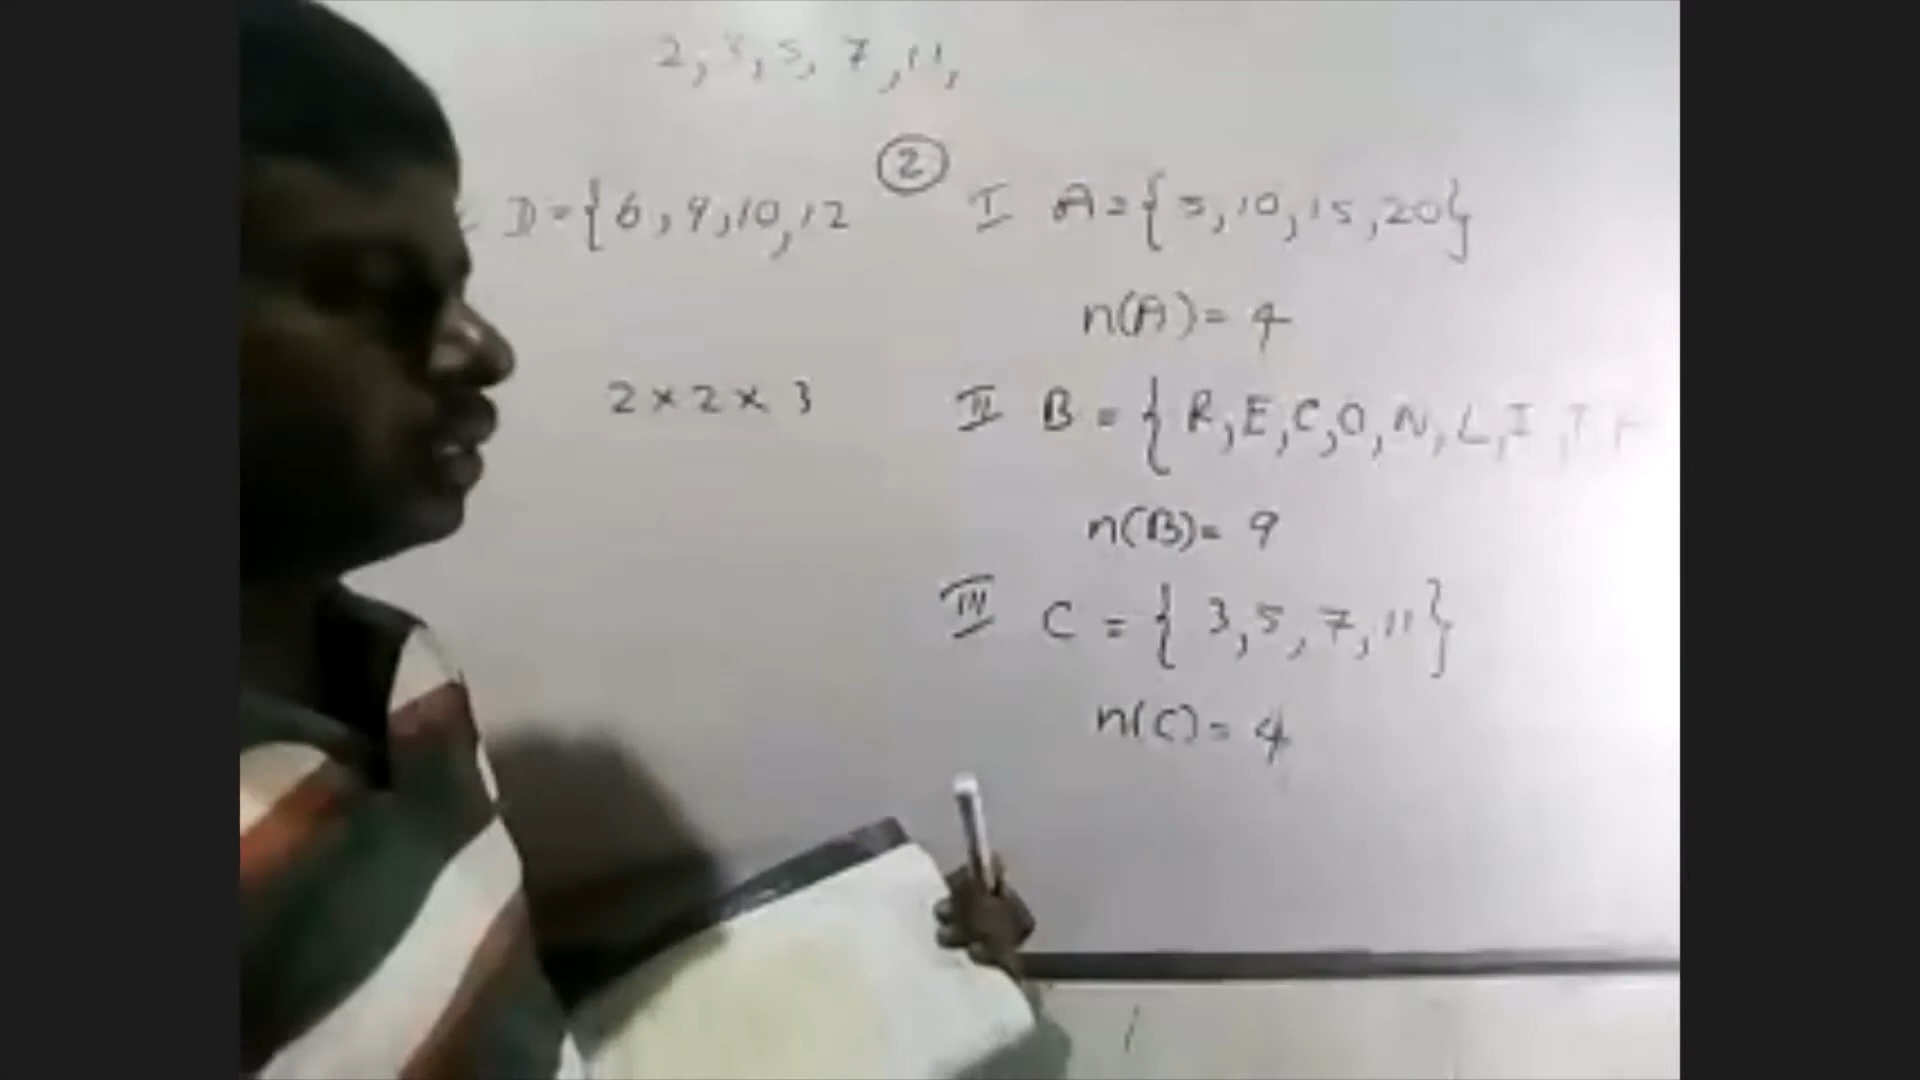 2, 3, 5, 7, 11,
②
D = {6, 9, 10, 12
I A = {5, 10, 15, 20}
n(A) = 4
2 × 2 × 3
II B = {R, E, C, O, N, L, I, T,
n(B) = 9
III C = {3, 5, 7, 11}
n(C) = 4